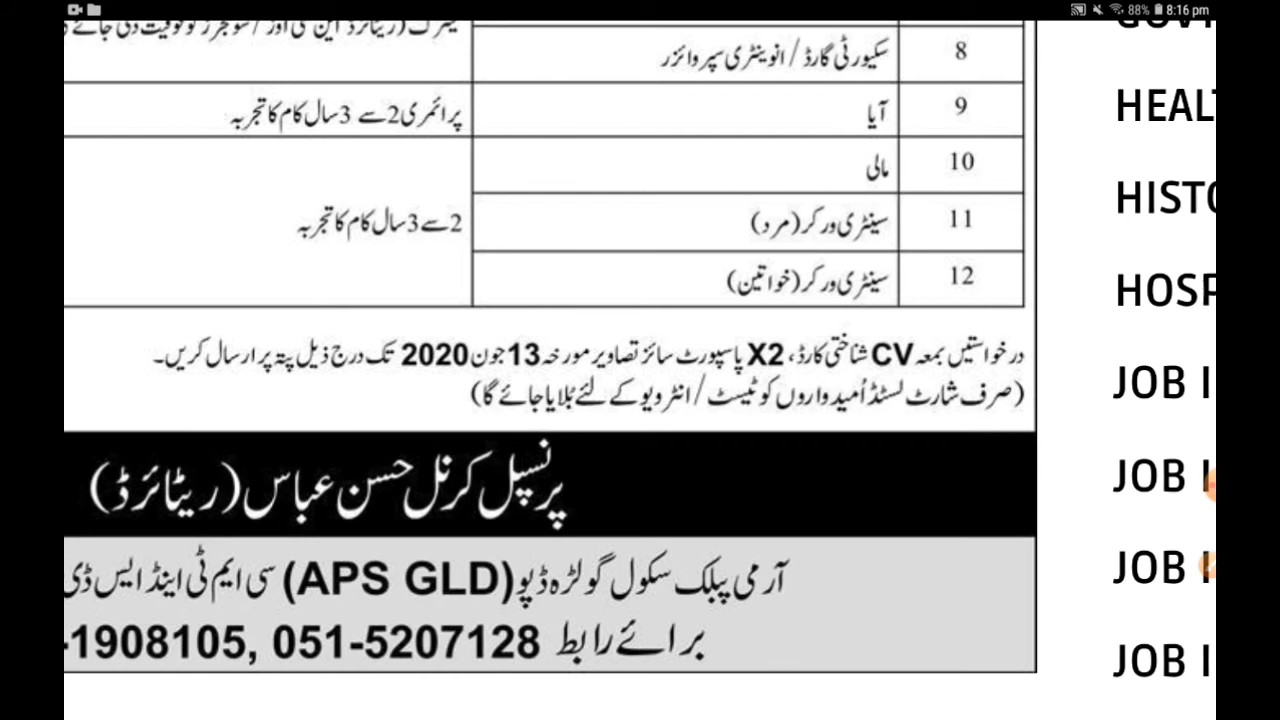 88% 8:16 pm
8 سکیورٹی گارڈ / انوینٹری سپروائزر
9 آیا پرائمری 2 سے 3 سال کام کا تجربہ
10 مالی
11 سینٹری ورکر (مرد) 2 سے 3 سال کام کا تجربہ
12 سینٹری ورکر (خواتین)
درخواستیں بمعہ CV شناختی کارڈ، X2 پاسپورٹ سائز تصاویر مورخہ 13 جون 2020 تک درج ذیل پتہ پر ارسال کریں۔
(صرف شارٹ لسٹڈ اُمیدواروں کو ٹیسٹ / انٹرویو کے لئے بُلایا جائے گا)
پرنسپل کرنل حسن عباس (ریٹائرڈ)
آرمی پبلک سکول گولڑہ ڈپو (APS GLD) سی ایم ٹی اینڈ ایس ڈی
برائے رابطہ 051-5207128 ,1908105-
HEAL
HISTO
HOSP
JOB I
JOB I
JOB I
JOB I